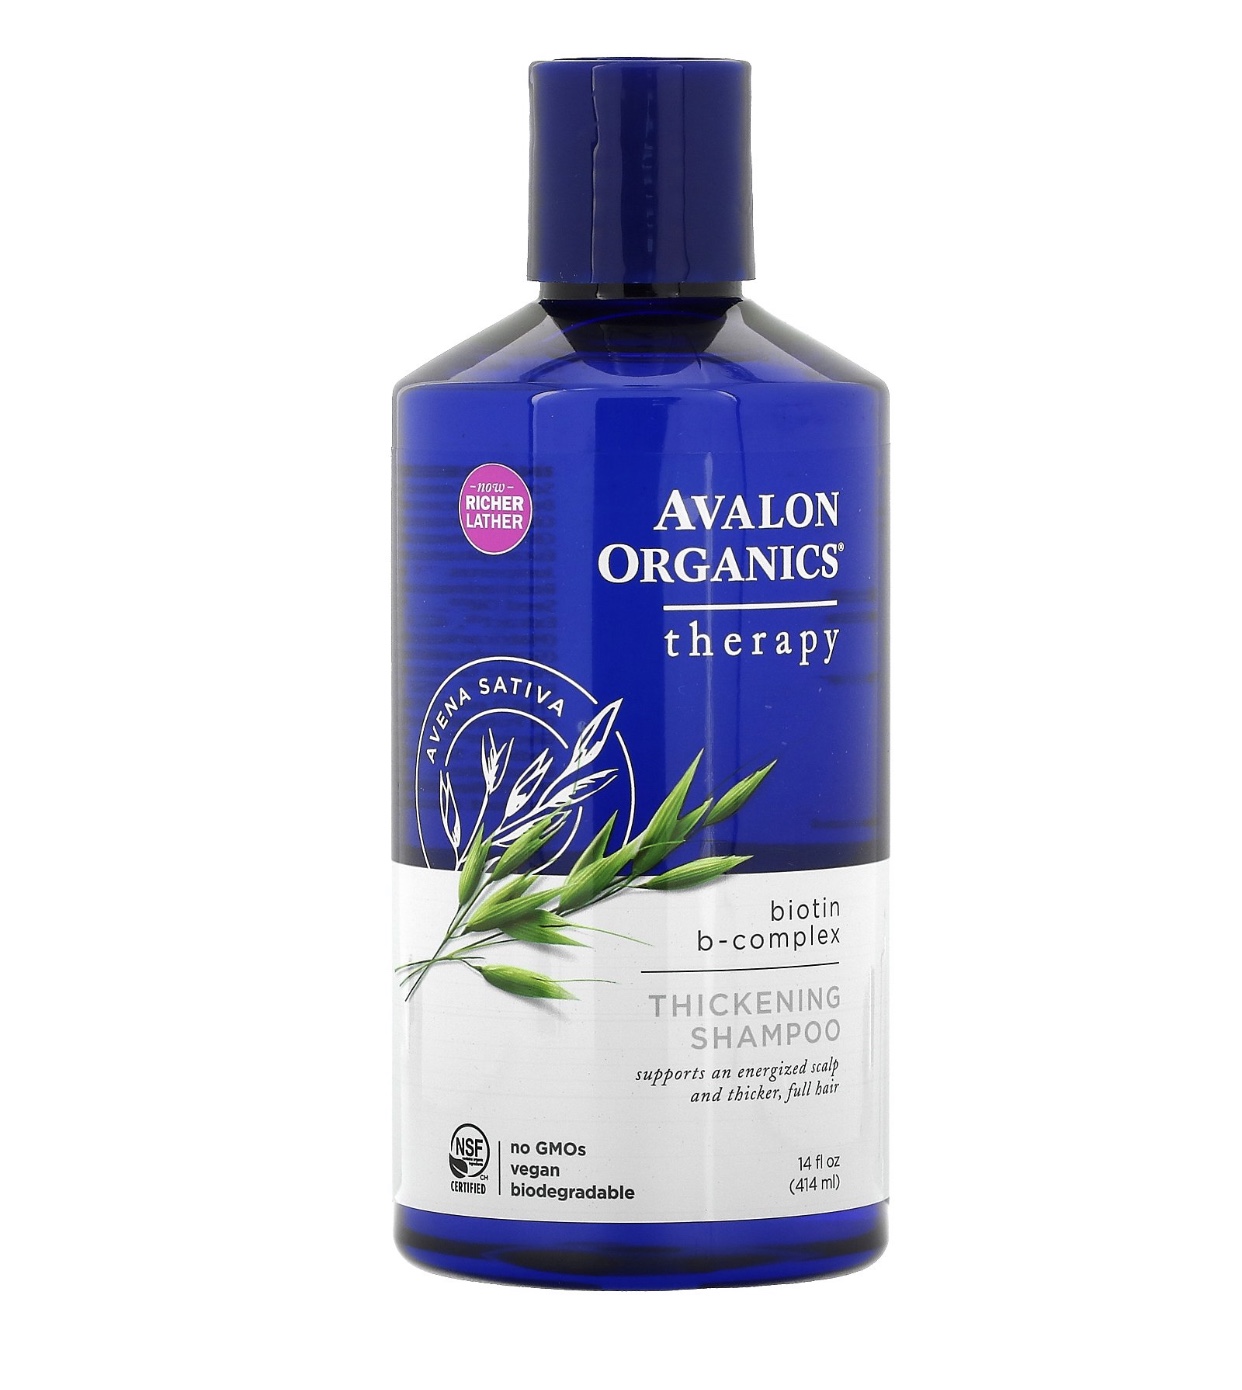 now
RICHER
LATHER
AVALON
ORGANICS®
therapy
AVENA SATIVA
biotin
b-complex
THICKENING
SHAMPOO
supports an energized scalp
and thicker, full hair
NSF
CH
CERTIFIED
no GMOs
vegan
biodegradable
14 fl oz
(414 ml)